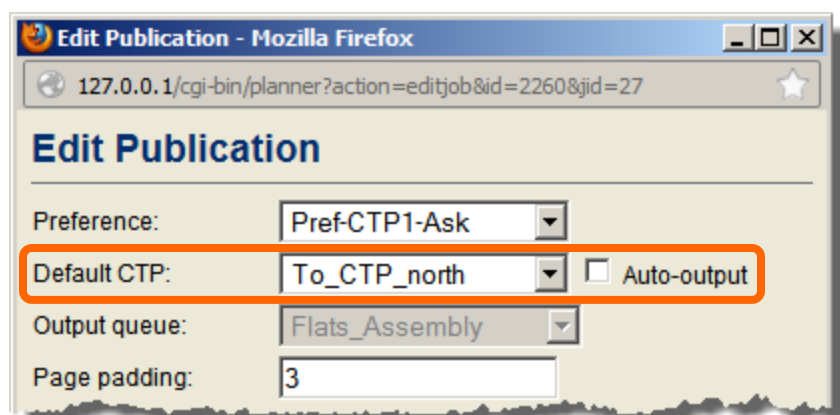 Edit Publication - Mozilla Firefox
127.0.0.1/cgi-bin/planner?action=editjob&id=2260&jid=27
Edit Publication
Preference: Pref-CTP1-Ask
Default CTP: To_CTP_north Auto-output
Output queue: Flats_Assembly
Page padding: 3